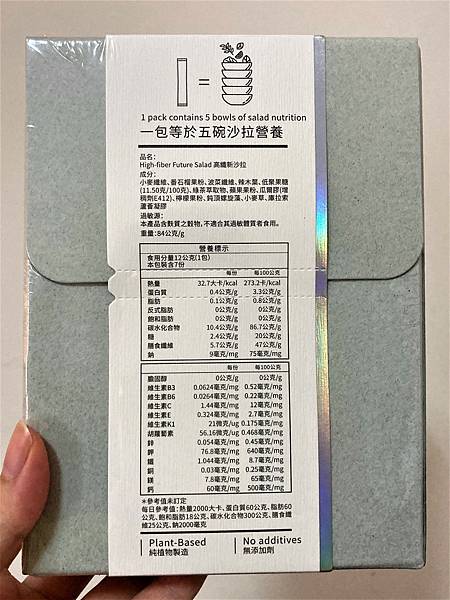 =
1 pack contains 5 bowls of salad nutrition
一包等於五碗沙拉營養
品名:
High-fiber Future Salad 高纖新沙拉
成分:
小麥纖維、番石榴果粉、波菜纖維、辣木葉、低聚果糖
(11.50克/100克)、綠茶萃取物、蘋果果粉、瓜爾膠(增
稠劑E412)、檸檬果粉、鈍頂螺旋藻、小麥草、庫拉索
蘆薈凝膠
過敏源:
本產品含麩質之穀物,不適合其過敏體質者食用。
重量:84公克/g
營養標示
食用分量12公克(1包)
本包裝含7份
每份 每100公克
熱量 32.7大卡/kcal 273.2卡/kcal
蛋白質 0.4公克/g 3.3公克/g
脂肪 0.1公克/g 0.8公克/g
反式脂肪 0公克/g 0公克/g
飽和脂肪 0公克/g 0公克/g
碳水化合物 10.4公克/g 86.7公克/g
糖 2.4公克/g 20公克/g
膳食纖維 5.7公克/g 47公克/g
鈉 9毫克/mg 75毫克/mg
每份 每100公克
膽固醇 0公克/g 0公克/g
維生素B3 0.0624毫克/mg 0.52毫克/mg
維生素B6 0.0264毫克/mg 0.22毫克/mg
維生素C 1.44毫克/mg 12毫克/mg
維生素E 0.324毫克/mg 2.7毫克/mg
維生素K1 21微克/ug 0.175毫克/mg
胡蘿蔔素 56.16微克/ug 0.468毫克/mg
鋅 0.054毫克/mg 0.45毫克/mg
鉀 76.8毫克/mg 640毫克/mg
鐵 1.044毫克/mg 8.7毫克/mg
銅 0.03毫克/mg 0.25毫克/mg
鎂 7.8毫克/mg 65毫克/mg
鈣 60毫克/mg 500毫克/mg
*參考值未訂定
每日參考值:熱量2000大卡、蛋白質60公克、脂肪60
公克、飽和脂肪18公克、碳水化合物300公克、膳食纖
維25公克、鈉2000毫克
Plant-Based No additives
純植物製造 無添加劑